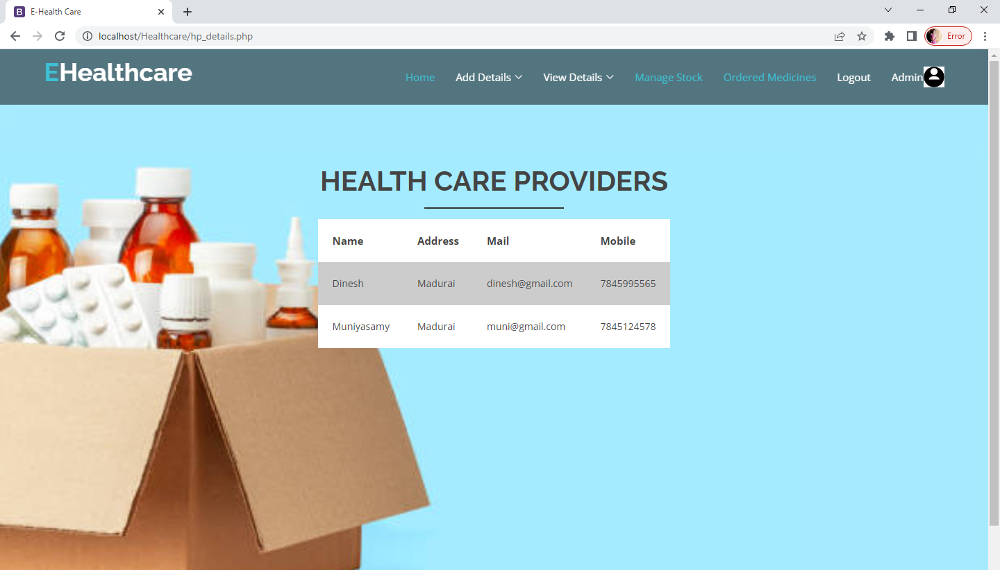 E-Health Care
localhost/Healthcare/hp_details.php
Error
EHealthcare
Home Add Details View Details Manage Stock Ordered Medicines Logout Admin
HEALTH CARE PROVIDERS
Name Address Mail Mobile
Dinesh Madurai dinesh@gmail.com 7845995565
Muniyasamy Madurai muni@gmail.com 7845124578